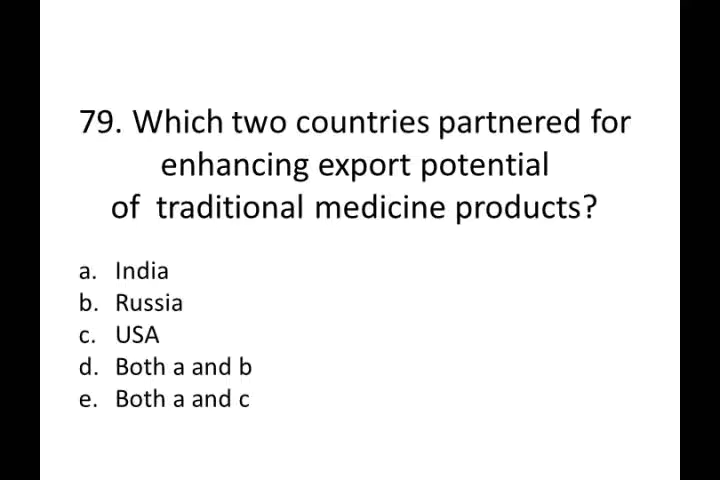 79. Which two countries partnered for
enhancing export potential
of traditional medicine products?
a. India
b. Russia
c. USA
d. Both a and b
e. Both a and c